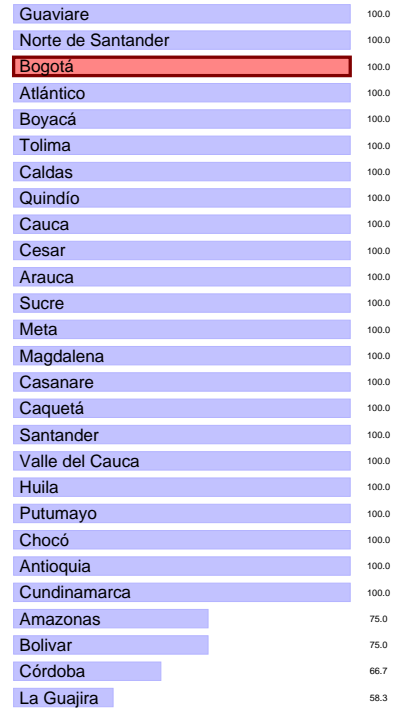 Guaviare 100.0
Norte de Santander 100.0
Bogotá 100.0
Atlántico 100.0
Boyacá 100.0
Tolima 100.0
Caldas 100.0
Quindío 100.0
Cauca 100.0
Cesar 100.0
Arauca 100.0
Sucre 100.0
Meta 100.0
Magdalena 100.0
Casanare 100.0
Caquetá 100.0
Santander 100.0
Valle del Cauca 100.0
Huila 100.0
Putumayo 100.0
Chocó 100.0
Antioquia 100.0
Cundinamarca 100.0
Amazonas 75.0
Bolivar 75.0
Córdoba 66.7
La Guajira 58.3